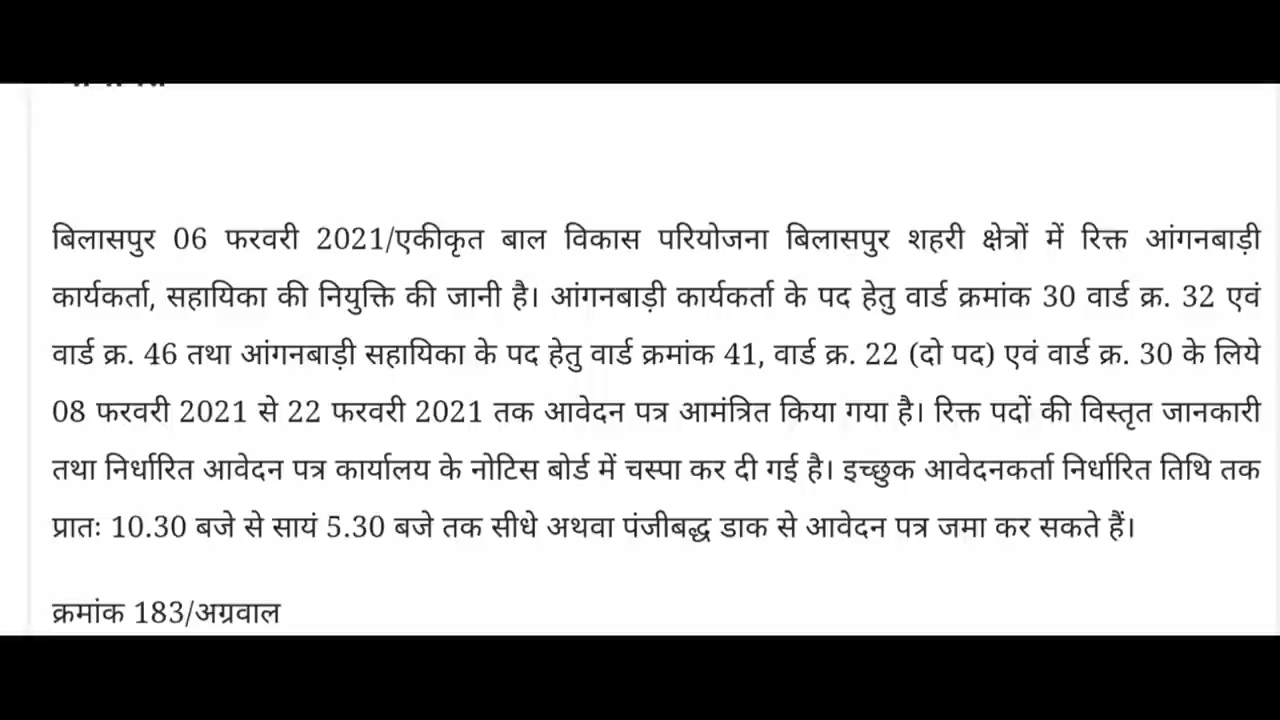 बिलासपुर 06 फरवरी 2021/एकीकृत बाल विकास परियोजना बिलासपुर शहरी क्षेत्रों में रिक्त आंगनबाड़ी
कार्यकर्ता, सहायिका की नियुक्ति की जानी है। आंगनबाड़ी कार्यकर्ता के पद हेतु वार्ड क्रमांक 30 वार्ड क्र. 32 एवं
वार्ड क्र. 46 तथा आंगनबाड़ी सहायिका के पद हेतु वार्ड क्रमांक 41, वार्ड क्र. 22 (दो पद) एवं वार्ड क्र. 30 के लिये
08 फरवरी 2021 से 22 फरवरी 2021 तक आवेदन पत्र आमंत्रित किया गया है। रिक्त पदों की विस्तृत जानकारी
तथा निर्धारित आवेदन पत्र कार्यालय के नोटिस बोर्ड में चस्पा कर दी गई है। इच्छुक आवेदनकर्ता निर्धारित तिथि तक
प्रातः 10.30 बजे से सायं 5.30 बजे तक सीधे अथवा पंजीबद्ध डाक से आवेदन पत्र जमा कर सकते हैं।
क्रमांक 183/अग्रवाल